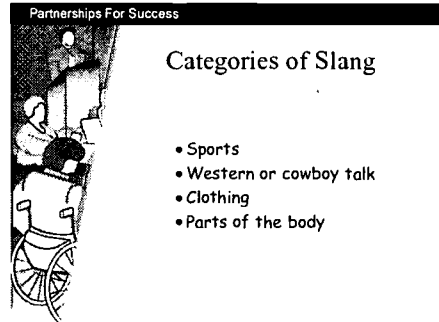 Partnerships For Success
Categories of Slang
• Sports
• Western or cowboy talk
• Clothing
• Parts of the body